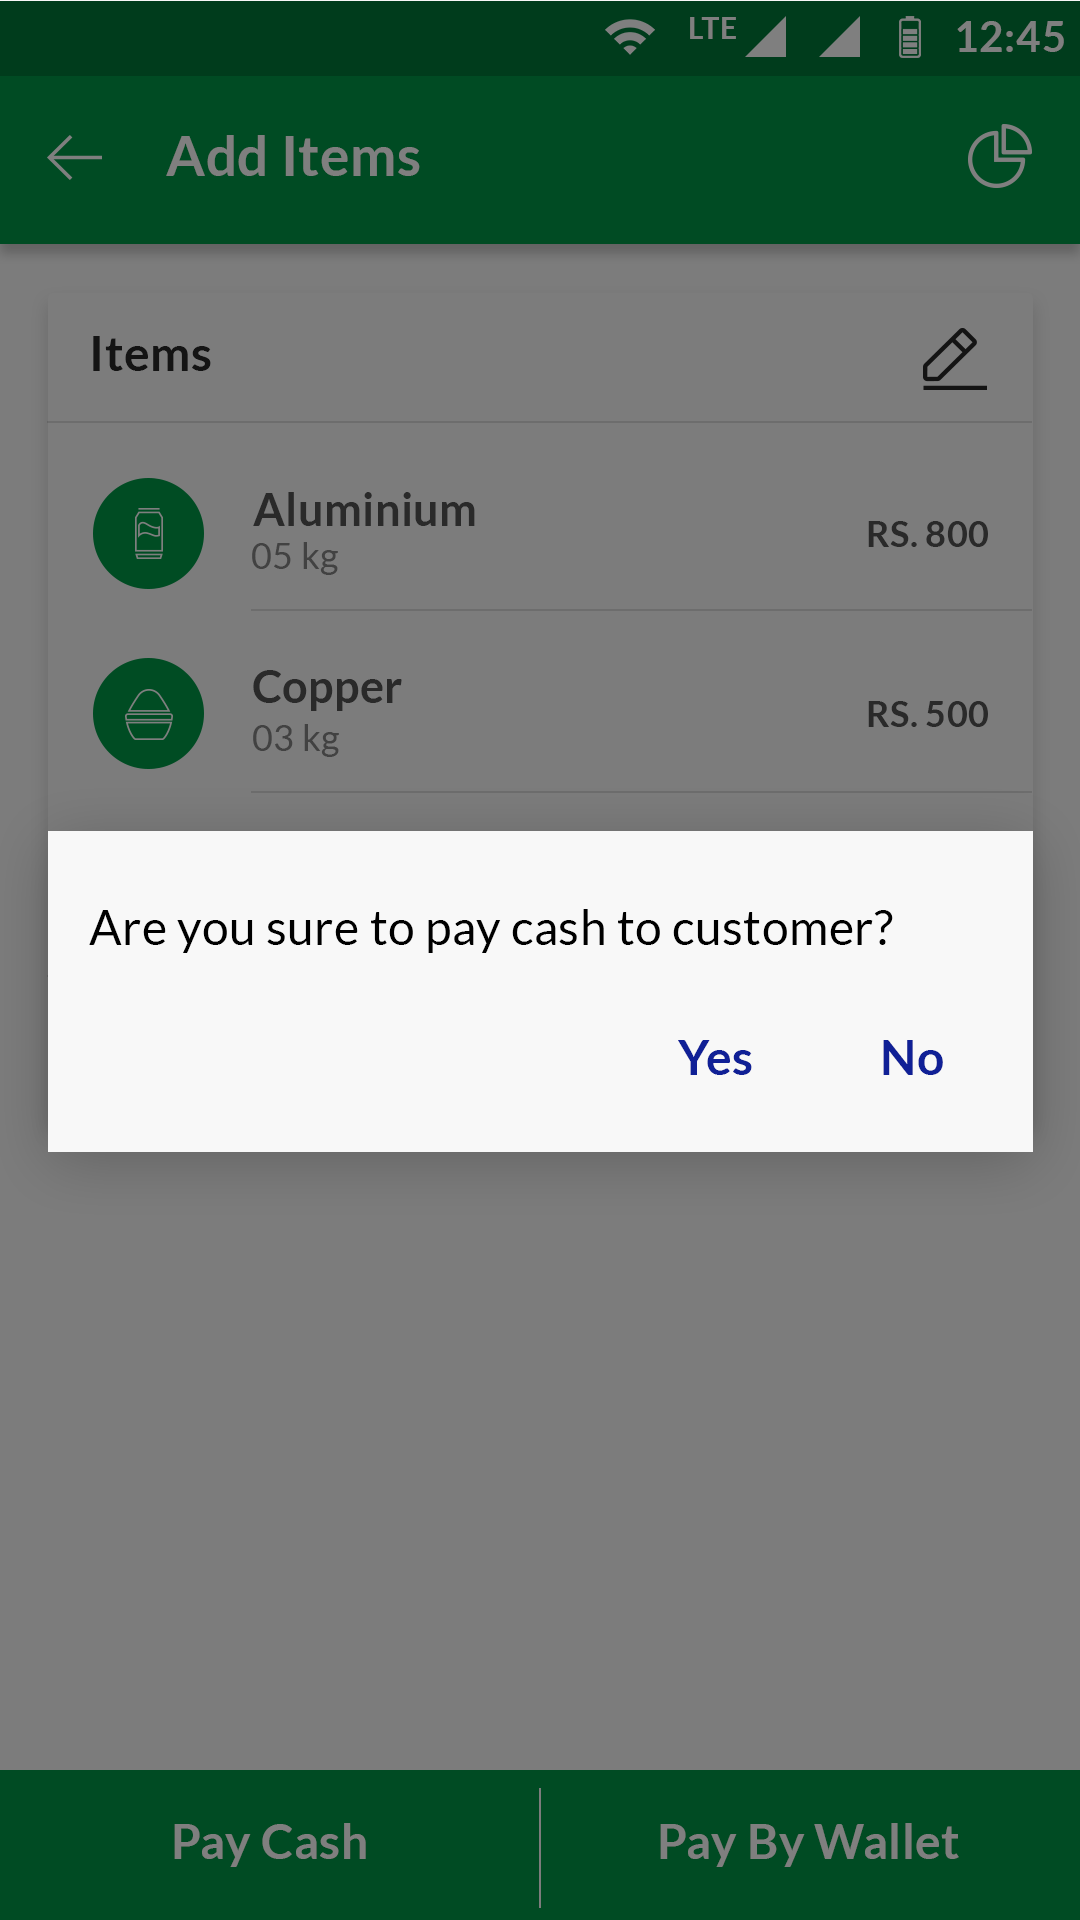 LTE 12:45
Add Items
Items
Aluminium
05 kg
RS. 800
Copper
03 kg
RS. 500
Are you sure to pay cash to customer?
Yes No
Pay Cash Pay By Wallet